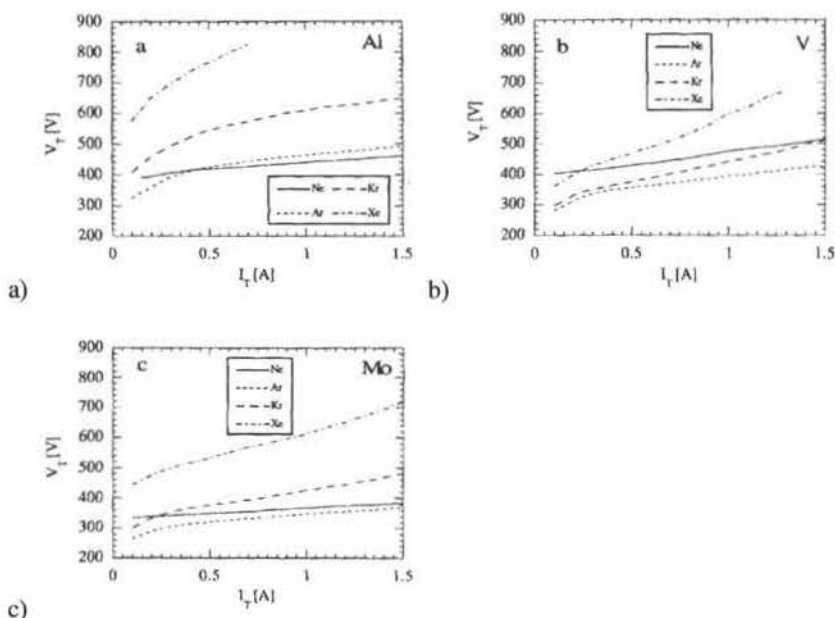 a
Al
900
800
700
600
500
400
300
200
V_T [V]
Ne
Kr
Ar
Xe
0
0.5
1
1.5
I_T [A]
a)
b
V
900
800
700
600
500
400
300
200
V_T [V]
Ne
Ar
Kr
Xe
0
0.5
1
1.5
I_T [A]
b)
c
Mo
900
800
700
600
500
400
300
200
V_T [V]
Ne
Ar
Kr
Xe
0
0.5
1
1.5
I_T [A]
c)